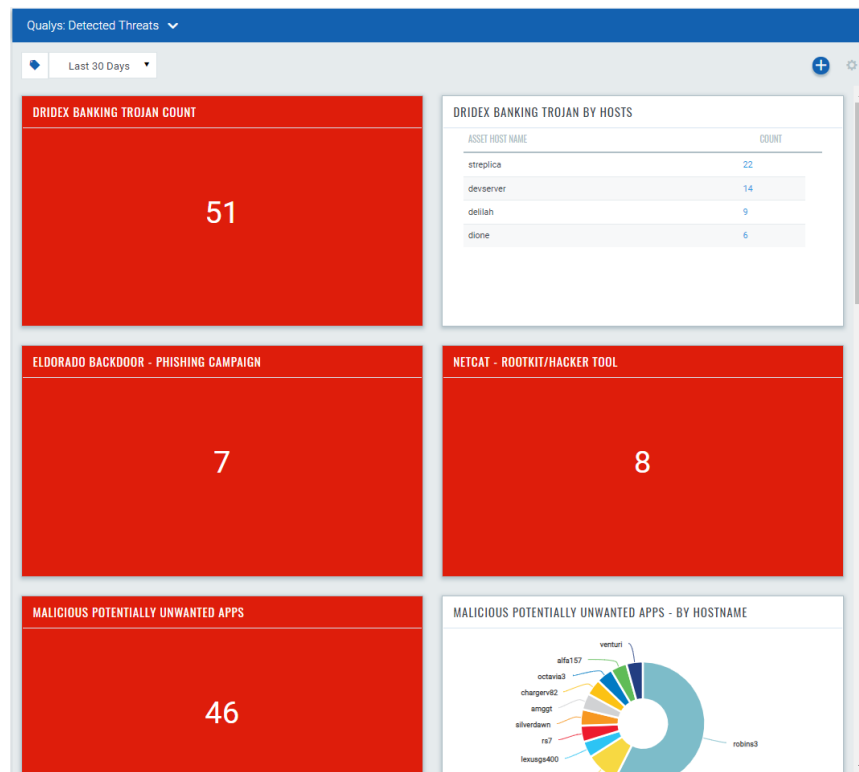 Qualys: Detected Threats
Last 30 Days
DRIDEX BANKING TROJAN COUNT
51
DRIDEX BANKING TROJAN BY HOSTS
ASSET HOST NAME COUNT
streplica 22
devserver 14
delilah 9
dione 6
ELDORADO BACKDOOR - PHISHING CAMPAIGN
7
NETCAT - ROOTKIT/HACKER TOOL
8
MALICIOUS POTENTIALLY UNWANTED APPS
46
MALICIOUS POTENTIALLY UNWANTED APPS - BY HOSTNAME
venturi
alfa157
octavia3
chargerv82
amggt
silverdawn
rs7
lexusgs400
robins3